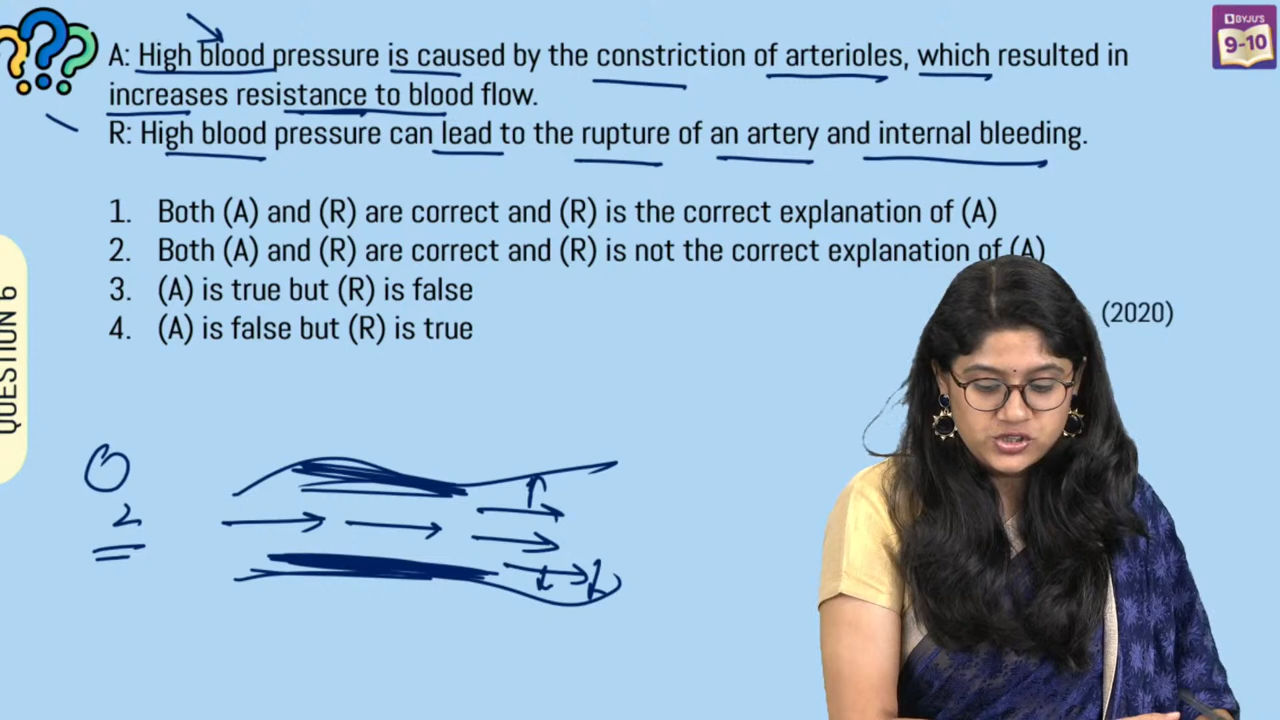 BYJU'S
9-10
A: High blood pressure is caused by the constriction of arterioles, which resulted in
increases resistance to blood flow.
R: High blood pressure can lead to the rupture of an artery and internal bleeding.
1. Both (A) and (R) are correct and (R) is the correct explanation of (A)
2. Both (A) and (R) are correct and (R) is not the correct explanation of (A)
3. (A) is true but (R) is false
4. (A) is false but (R) is true
(2020)
QUESTION 6
O
2